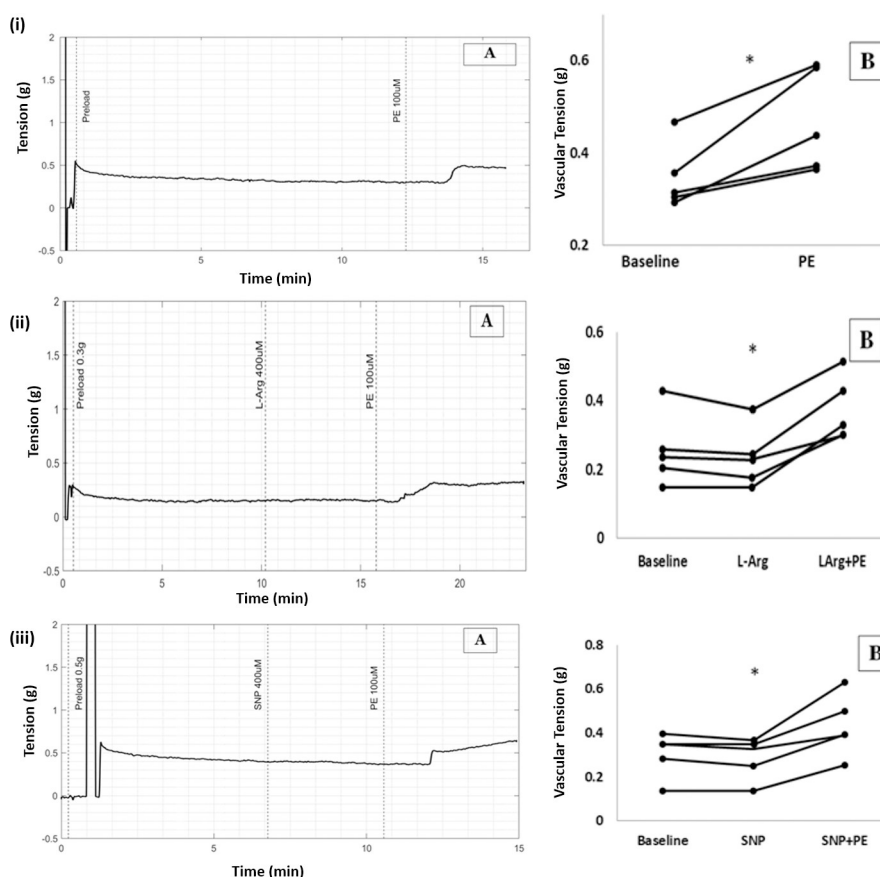 (i)
A
Tension (g)
2
1.5
1
0.5
0
-0.5
Preload
PE 100uM
0
5
10
15
Time (min)
B
Vascular Tension (g)
0.6
0.4
0.2
*
Baseline
PE
(ii)
A
Tension (g)
2
1.5
1
0.5
0
-0.5
Preload 0.3g
L-Arg 400uM
PE 100uM
0
5
10
15
20
Time (min)
B
Vascular Tension (g)
0.6
0.4
0.2
0
*
Baseline
L-Arg
LArg+PE
(iii)
A
Tension (g)
2
1.5
1
0.5
0
-0.5
Preload 0.5g
SNP 400uM
PE 100uM
0
5
10
15
Time (min)
B
Vascular Tension (g)
0.8
0.6
0.4
0.2
0
*
Baseline
SNP
SNP+PE